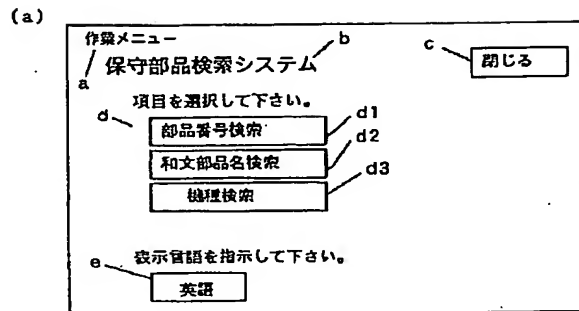 (a)
作業メニュー
b
c
閉じる
保守部品検索システム
a
項目を選択して下さい。
d
d1
部品番号検索
d2
和文部品名検索
d3
機種検索
表示言語を指示して下さい。
e
英語